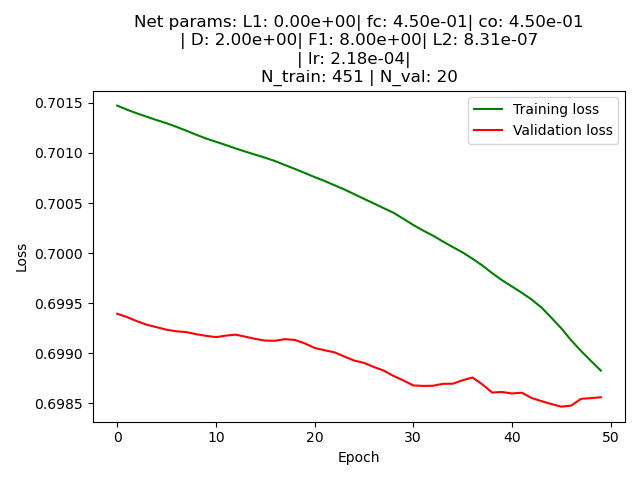 Net params: L1: 0.00e+00| fc: 4.50e-01| co: 4.50e-01
| D: 2.00e+00| F1: 8.00e+00| L2: 8.31e-07
| lr: 2.18e-04|
N_train: 451 | N_val: 20
Training loss
Validation loss
0.7015
0.7010
0.7005
0.7000
0.6995
0.6990
0.6985
Loss
0 10 20 30 40 50
Epoch